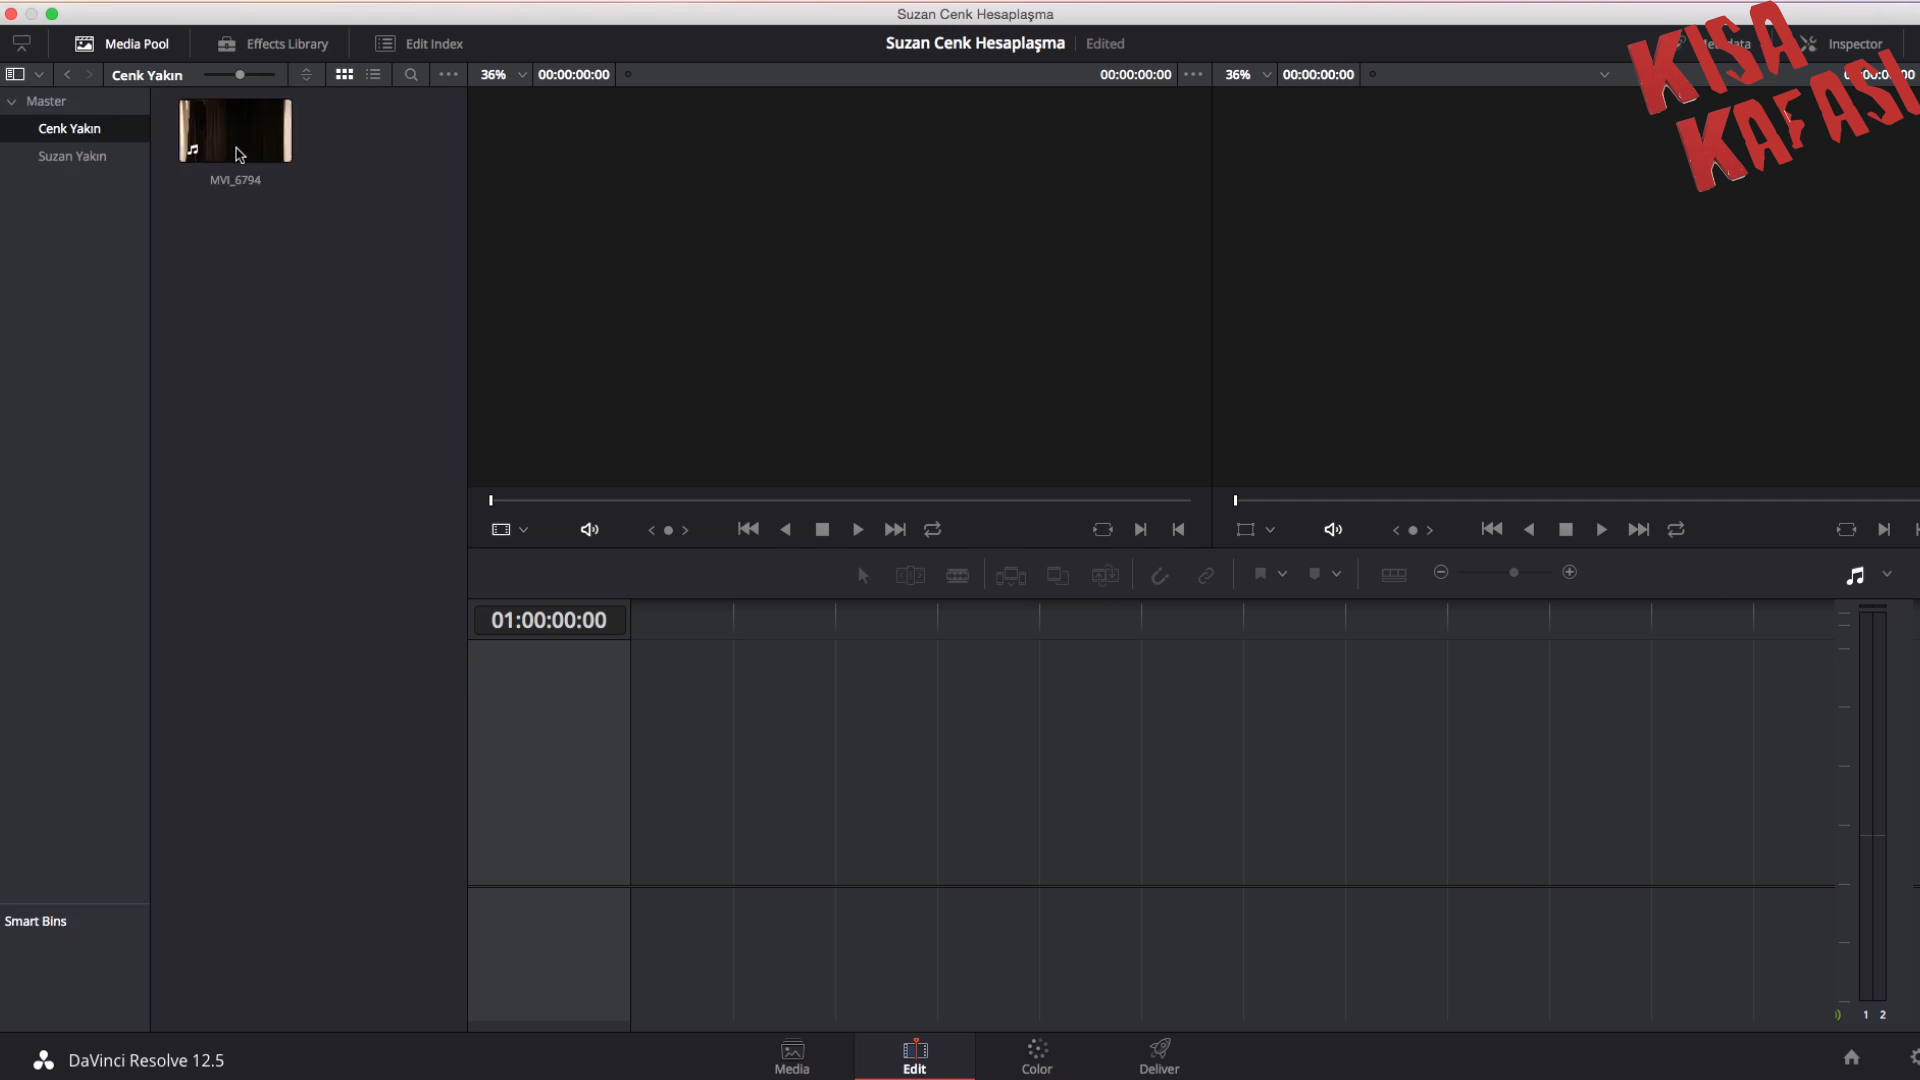 Suzan Cenk Hesaplaşma
Media Pool
Effects Library
Edit Index
Suzan Cenk Hesaplaşma
Edited
Inspector
KISA
KAFASI
Cenk Yakın
36%
00:00:00:00
00:00:00:00
36%
00:00:00:00
Master
Cenk Yakın
Suzan Yakın
MVI_6794
01:00:00:00
Smart Bins
1 2
DaVinci Resolve 12.5
Media
Edit
Color
Deliver